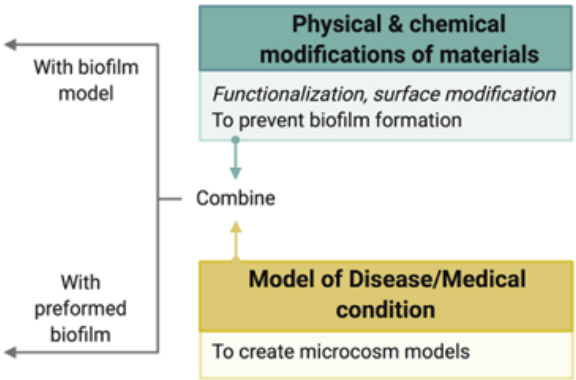 Physical & chemical
modifications of materials
Functionalization, surface modification
To prevent biofilm formation
With biofilm
model
Combine
With
preformed
biofilm
Model of Disease/Medical
condition
To create microcosm models